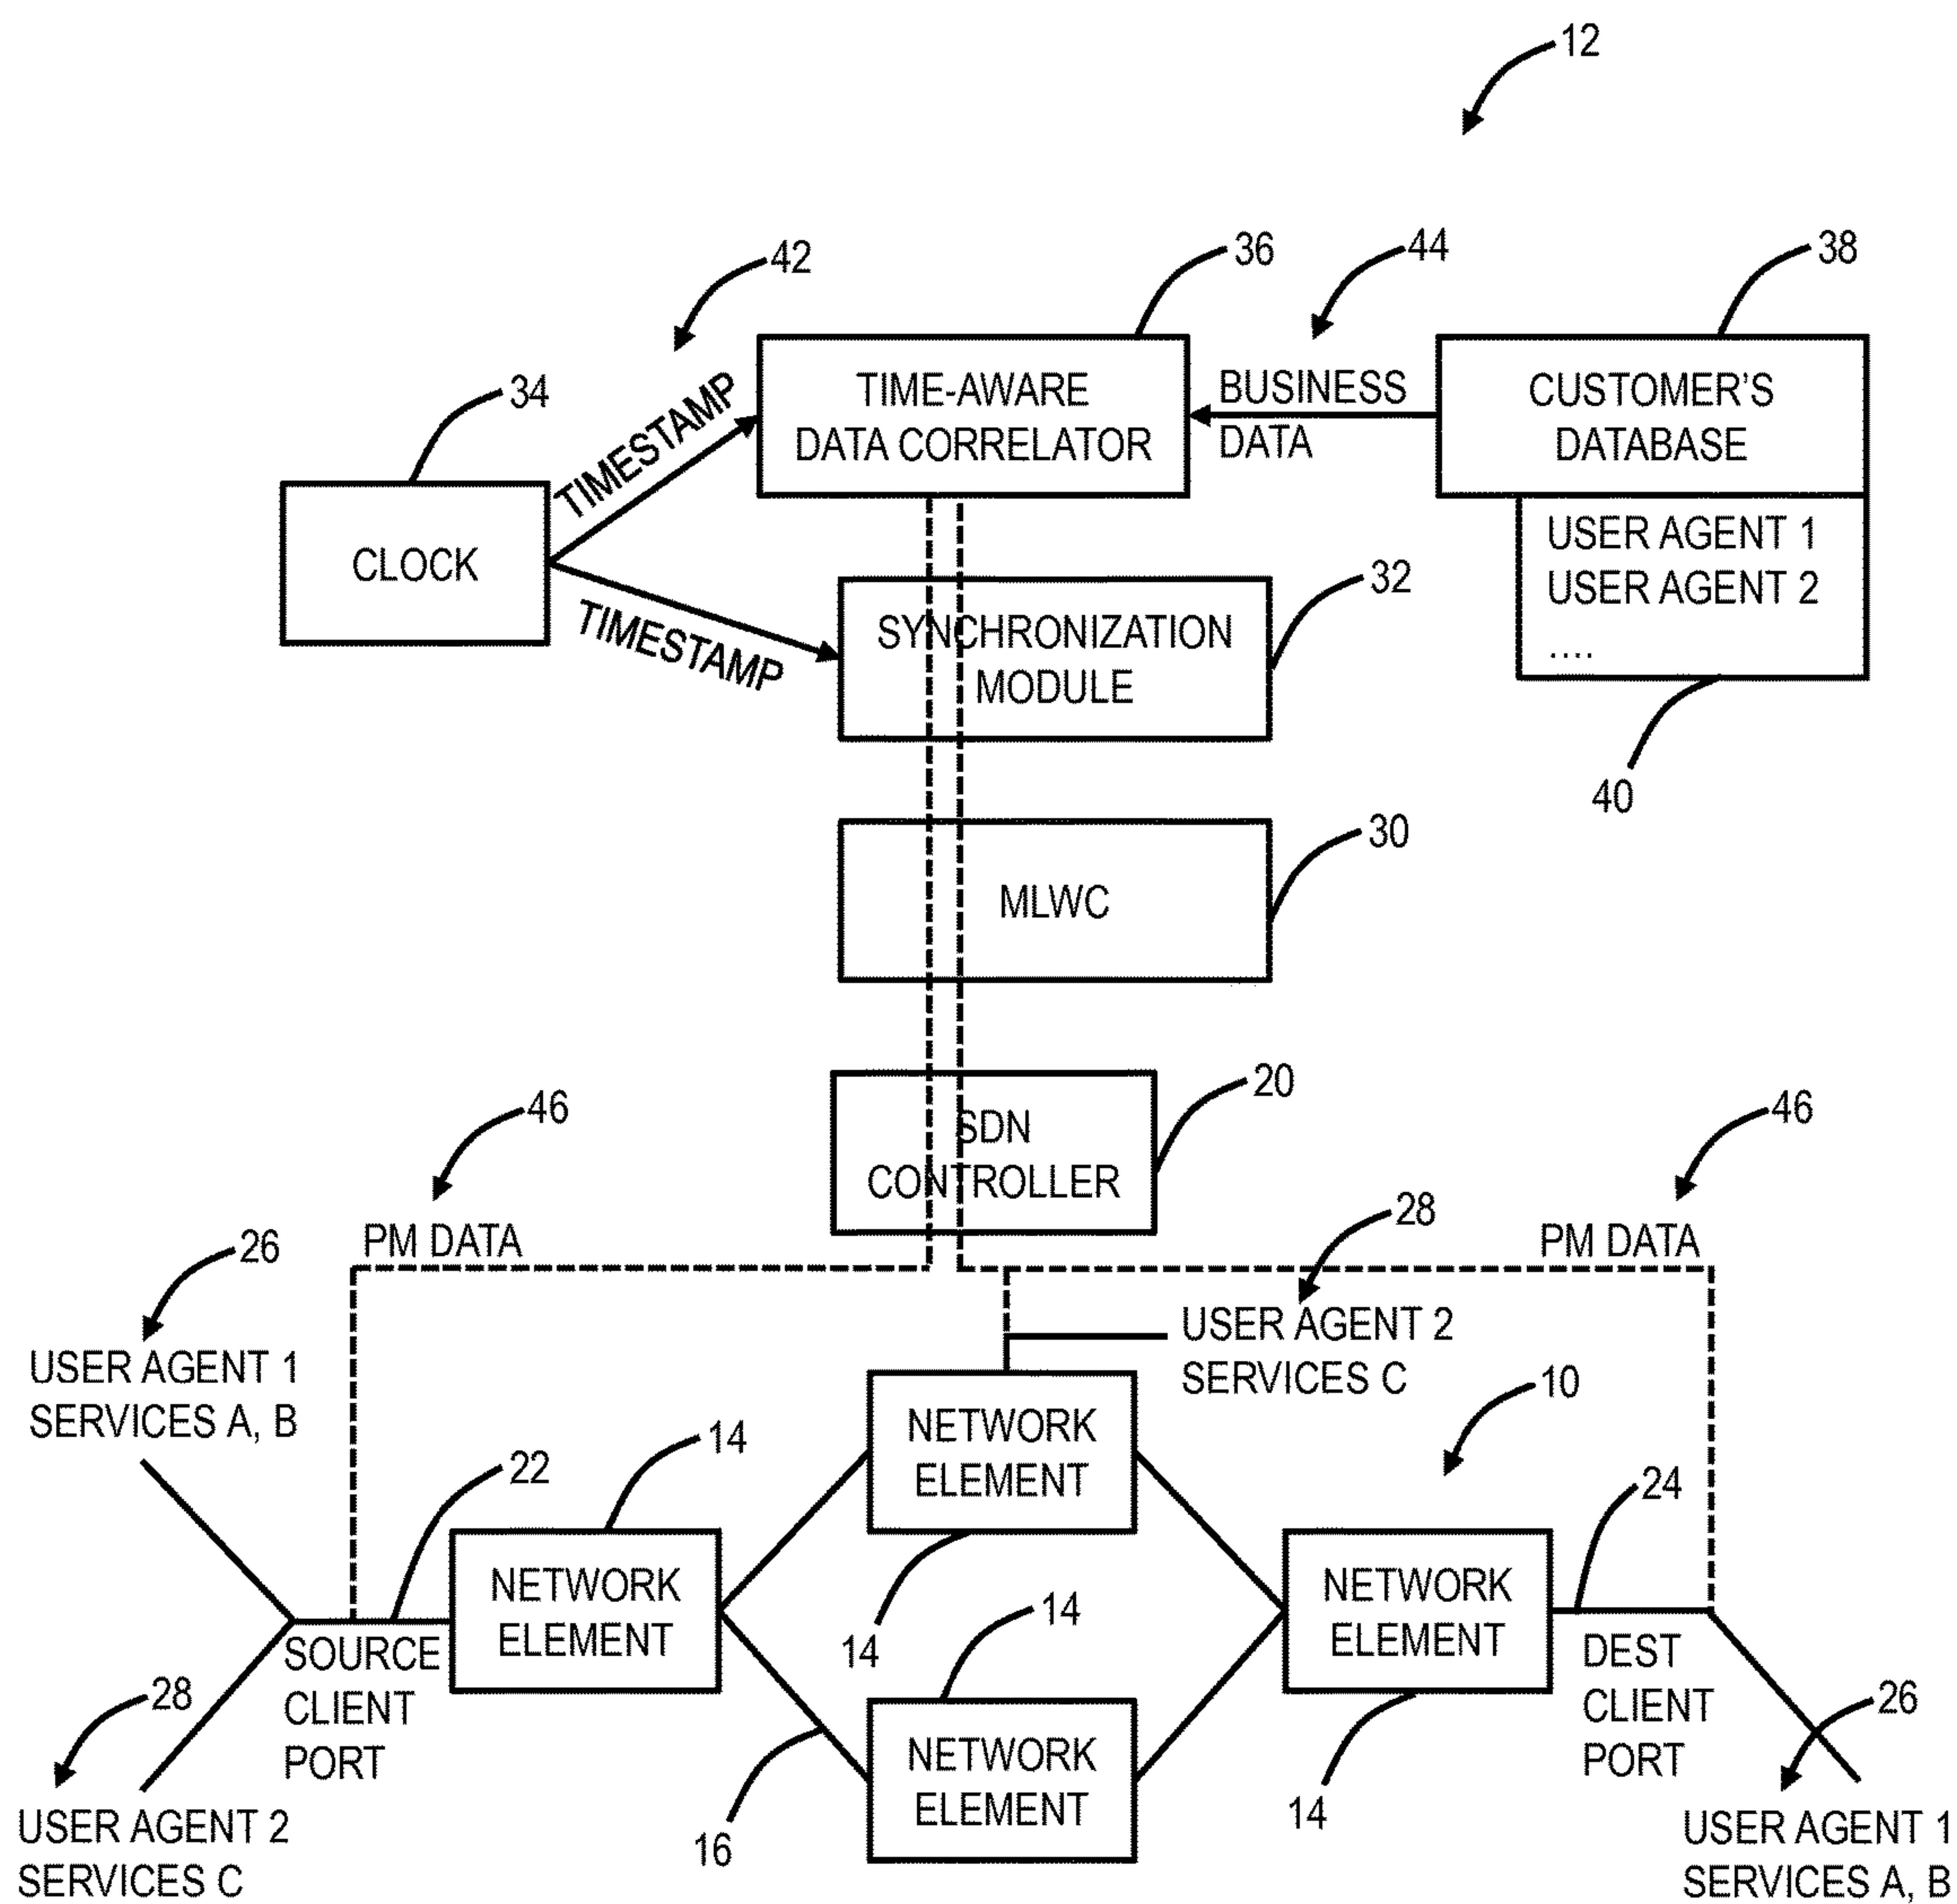 12
42
36
44
38
34
TIMESTAMP
TIME-AWARE
DATA CORRELATOR
BUSINESS
DATA
CUSTOMER'S
DATABASE
CLOCK
TIMESTAMP
USER AGENT 1
USER AGENT 2
....
32
SYNCHRONIZATION
MODULE
40
30
MLWC
20
SDN
CONTROLLER
46
46
PM DATA
28
PM DATA
26
USER AGENT 1
SERVICES A, B
USER AGENT 2
SERVICES C
10
14
22
NETWORK
ELEMENT
24
NETWORK
ELEMENT
14
14
NETWORK
ELEMENT
SOURCE
CLIENT
PORT
DEST
CLIENT
PORT
28
26
NETWORK
ELEMENT
14
16
USER AGENT 2
SERVICES C
USER AGENT 1
SERVICES A, B